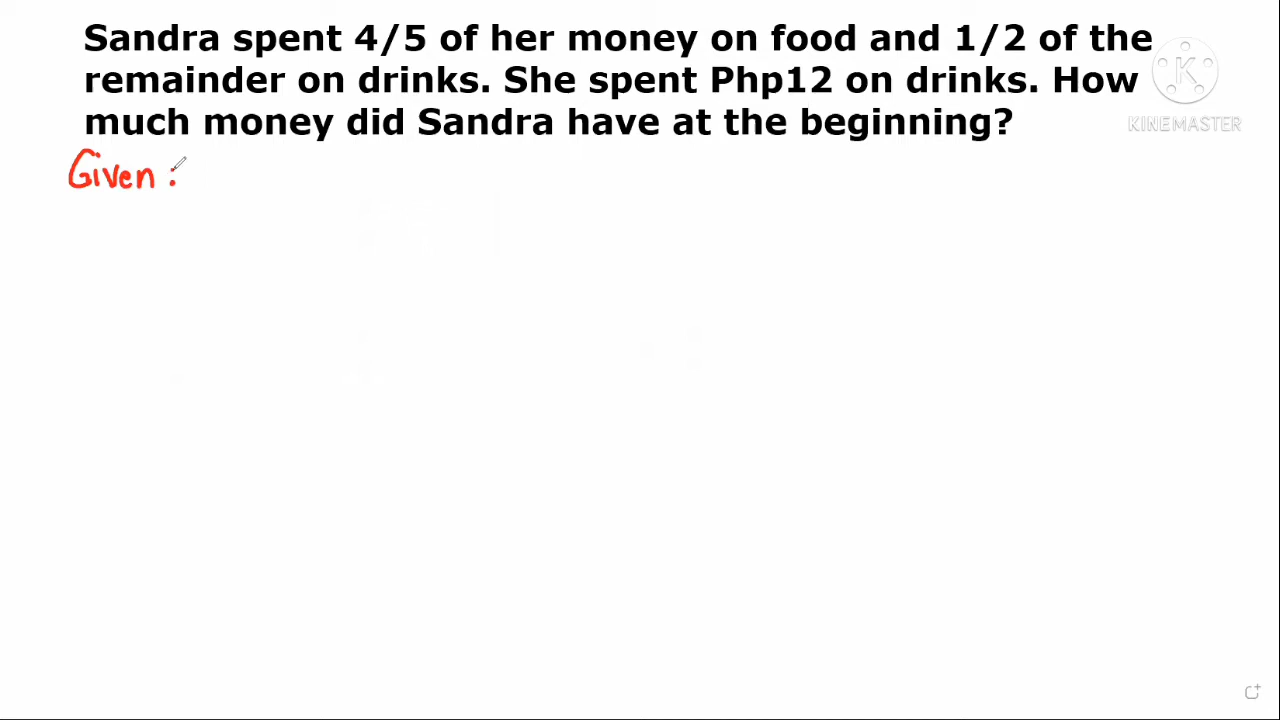 Sandra spent 4/5 of her money on food and 1/2 of the
remainder on drinks. She spent Php12 on drinks. How
much money did Sandra have at the beginning?
K
KINEMASTER
Given :